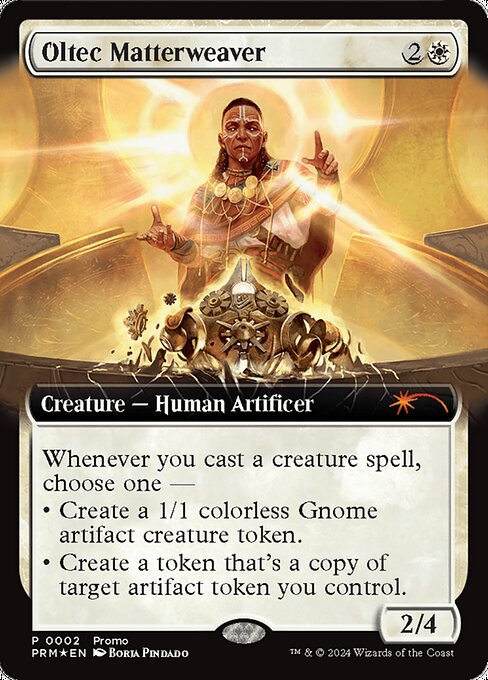 Oltec Matterweaver 2
Creature — Human Artificer
Whenever you cast a creature spell,
choose one —
• Create a 1/1 colorless Gnome
artifact creature token.
• Create a token that's a copy of
target artifact token you control.
2/4
P 0002 Promo
PRM★EN Boria Pindado
™ & © 2024 Wizards of the Coast